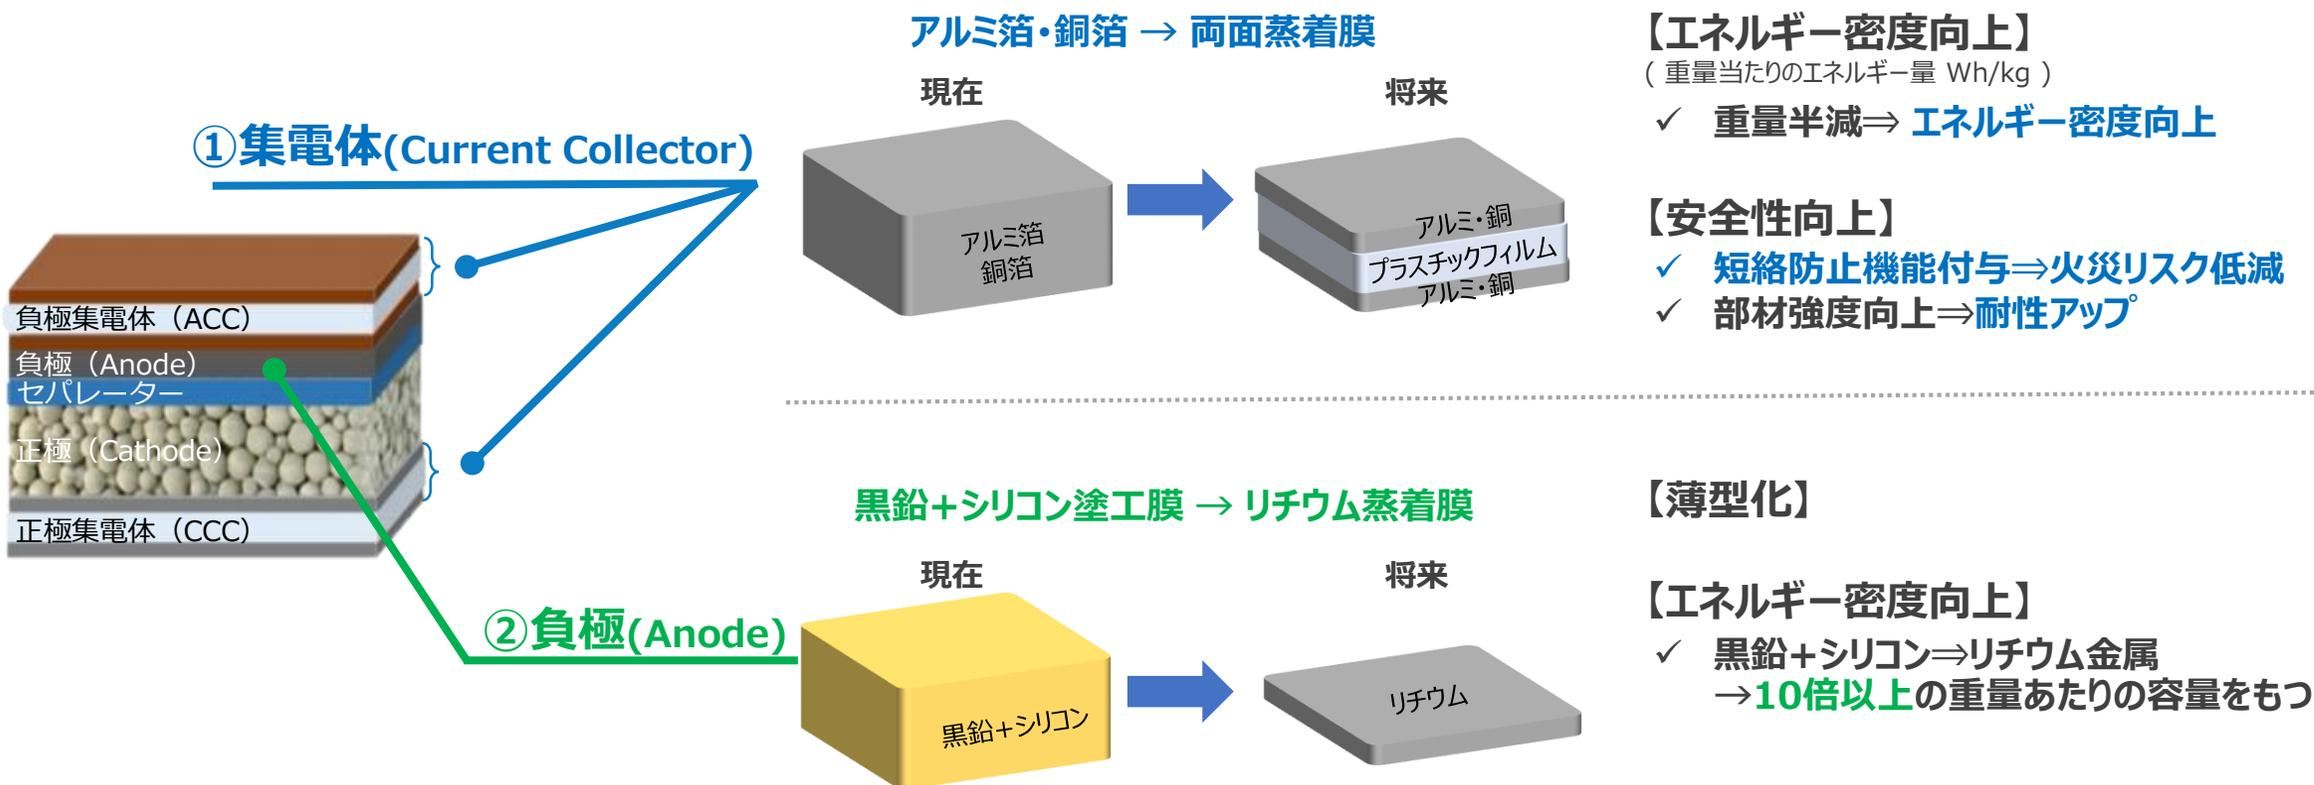 ①集電体(Current Collector)
負極集電体（ACC）
負極（Anode）
セパレーター
正極（Cathode）
正極集電体（CCC）
②負極(Anode)
アルミ箔・銅箔 → 両面蒸着膜
現在
将来
アルミ箔
銅箔
アルミ・銅
プラスチックフィルム
アルミ・銅
【エネルギー密度向上】
( 重量当たりのエネルギー量 Wh/kg )
✓ 重量半減⇒ エネルギー密度向上
【安全性向上】
✓ 短絡防止機能付与⇒火災リスク低減
✓ 部材強度向上⇒耐性アップ
黒鉛＋シリコン塗工膜 → リチウム蒸着膜
現在
将来
黒鉛＋シリコン
リチウム
【薄型化】
【エネルギー密度向上】
✓ 黒鉛＋シリコン⇒リチウム金属
→10倍以上の重量あたりの容量をもつ